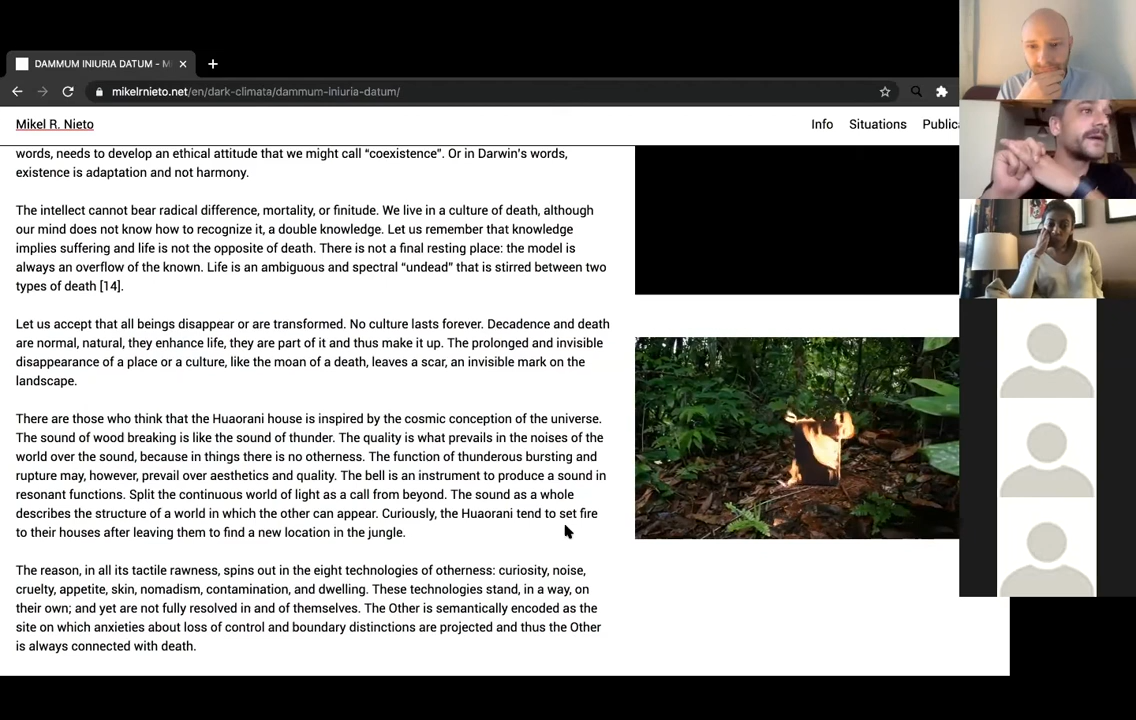 DAMMUM INIURIA DATUM - M
mikelrnieto.net/en/dark-climata/dammum-iniuria-datum/
Mikel R. Nieto
Info Situations Publica
words, needs to develop an ethical attitude that we might call “coexistence”. Or in Darwin's words,
existence is adaptation and not harmony.
The intellect cannot bear radical difference, mortality, or finitude. We live in a culture of death, although
our mind does not know how to recognize it, a double knowledge. Let us remember that knowledge
implies suffering and life is not the opposite of death. There is not a final resting place: the model is
always an overflow of the known. Life is an ambiguous and spectral “undead” that is stirred between two
types of death [14].
Let us accept that all beings disappear or are transformed. No culture lasts forever. Decadence and death
are normal, natural, they enhance life, they are part of it and thus make it up. The prolonged and invisible
disappearance of a place or a culture, like the moan of a death, leaves a scar, an invisible mark on the
landscape.
There are those who think that the Huaorani house is inspired by the cosmic conception of the universe.
The sound of wood breaking is like the sound of thunder. The quality is what prevails in the noises of the
world over the sound, because in things there is no otherness. The function of thunderous bursting and
rupture may, however, prevail over aesthetics and quality. The bell is an instrument to produce a sound in
resonant functions. Split the continuous world of light as a call from beyond. The sound as a whole
describes the structure of a world in which the other can appear. Curiously, the Huaorani tend to set fire
to their houses after leaving them to find a new location in the jungle.
The reason, in all its tactile rawness, spins out in the eight technologies of otherness: curiosity, noise,
cruelty, appetite, skin, nomadism, contamination, and dwelling. These technologies stand, in a way, on
their own; and yet are not fully resolved in and of themselves. The Other is semantically encoded as the
site on which anxieties about loss of control and boundary distinctions are projected and thus the Other
is always connected with death.